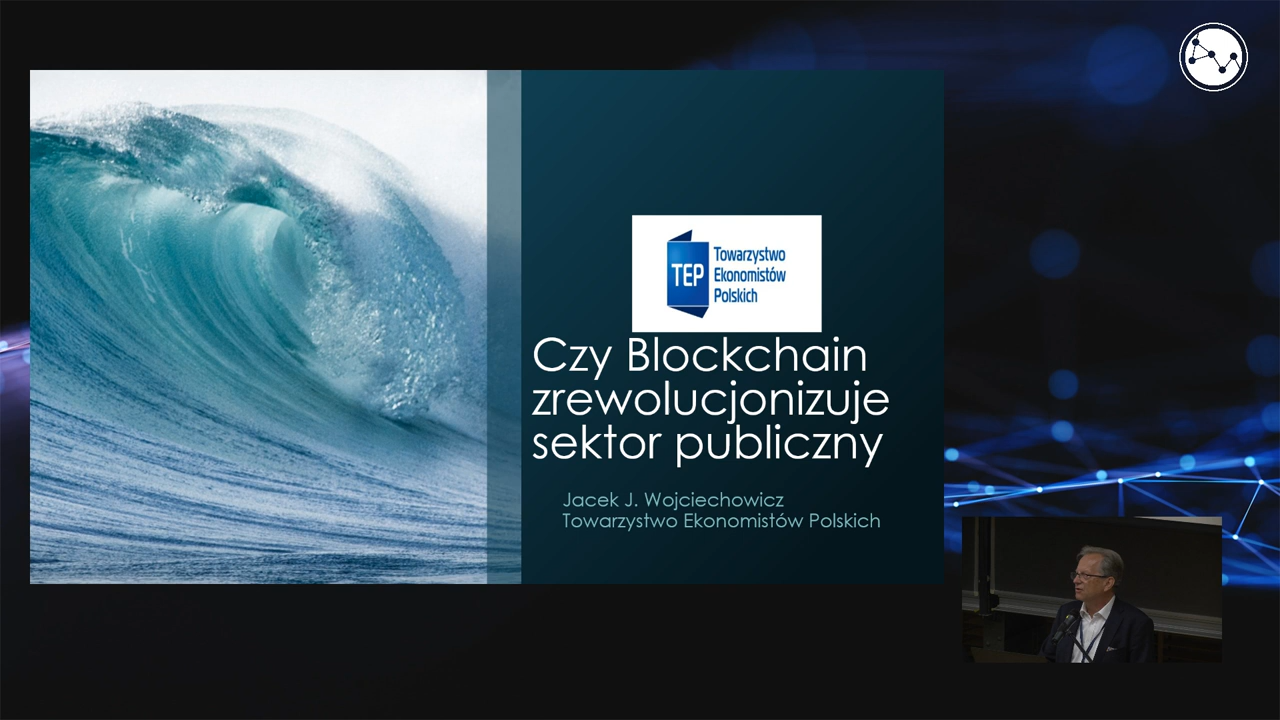 TEP
Towarzystwo
Ekonomistów
Polskich
Czy Blockchain
zrewolucjonizuje
sektor publiczny
Jacek J. Wojciechowicz
Towarzystwo Ekonomistów Polskich